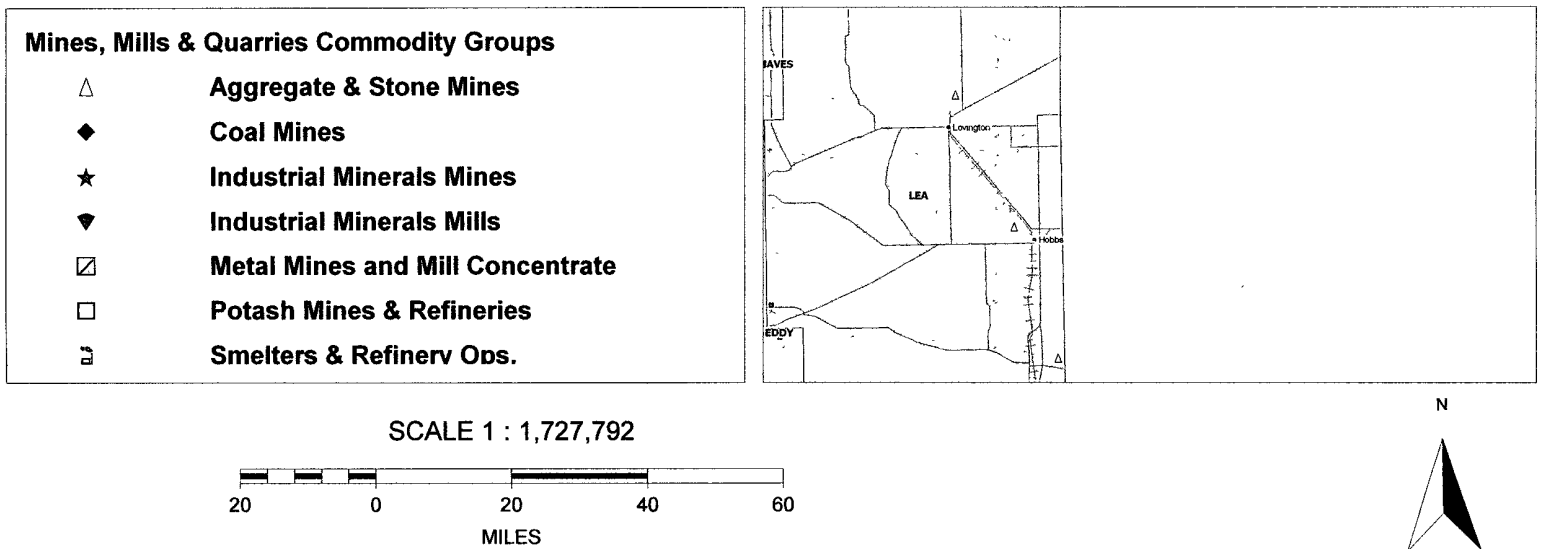 Mines, Mills & Quarries Commodity Groups
Aggregate & Stone Mines
Coal Mines
Industrial Minerals Mines
Industrial Minerals Mills
Metal Mines and Mill Concentrate
Potash Mines & Refineries
Smelters & Refinery Ops.
HAVES
Lovington
LEA
Hobbs
EDDY
SCALE 1 : 1,727,792
20 0 20 40 60
MILES
N